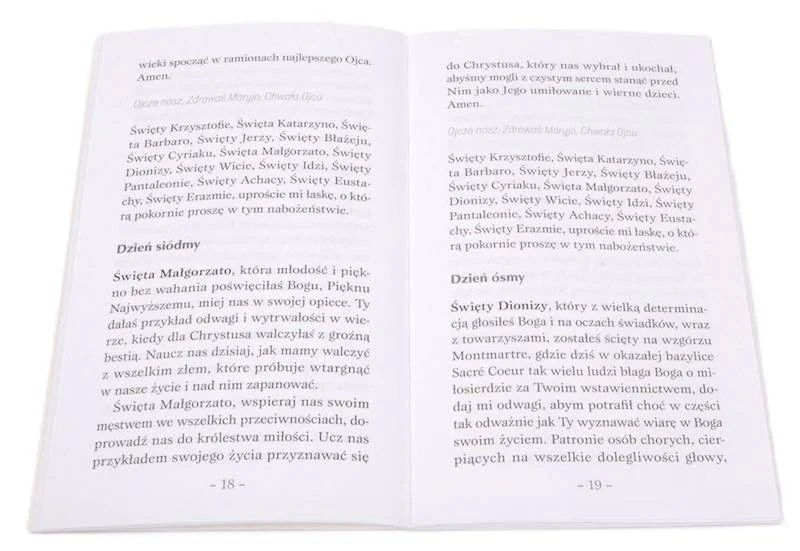 wieki spocząć w ramionach najlepszego Ojca.
Amen.
Ojcze nasz, Zdrowaś Maryjo, Chwała Ojcu
Święty Krzysztofie, Święta Katarzyno, Świę-
ta Barbaro, Święty Jerzy, Święty Błażeju,
Święty Cyriaku, Święta Małgorzato, Święty
Dionizy, Święty Wicie, Święty Idzi, Święty
Pantaleonie, Święty Achacy, Święty Eusta-
chy, Święty Erazmie, uproście mi łaskę, o któ-
rą pokornie proszę w tym nabożeństwie.
Dzień siódmy
Święta Małgorzato, która młodość i pięk-
no bez wahania poświęciłaś Bogu, Pięknu
Najwyższemu, miej nas w swojej opiece. Ty
dałaś przykład odwagi i wytrwałości w wie-
rze, kiedy dla Chrystusa walczyłaś z groźną
bestią. Naucz nas dzisiaj, jak mamy walczyć
z wszelkim złem, które próbuje wtargnąć
w nasze życie i nad nim zapanować.
Święta Małgorzato, wspieraj nas swoim
męstwem we wszelkich przeciwnościach, do-
prowadź nas do królestwa miłości. Ucz nas
przykładem swojego życia przyznawać się
– 18 –
do Chrystusa, który nas wybrał i ukochał,
abyśmy mogli z czystym sercem stanąć przed
Nim jako Jego umiłowane i wierne dzieci.
Amen.
Ojcze nasz, Zdrowaś Maryjo, Chwała Ojcu
Święty Krzysztofie, Święta Katarzyno, Świę-
ta Barbaro, Święty Jerzy, Święty Błażeju,
Święty Cyriaku, Święta Małgorzato, Święty
Dionizy, Święty Wicie, Święty Idzi, Święty
Pantaleonie, Święty Achacy, Święty Eusta-
chy, Święty Erazmie, uproście mi łaskę, o któ-
rą pokornie proszę w tym nabożeństwie.
Dzień ósmy
Święty Dionizy, który z wielką determina-
cją głosiłeś Boga i na oczach świadków, wraz
z towarzyszami, zostałeś ścięty na wzgórzu
Montmartre, gdzie dziś w okazałej bazylice
Sacré Coeur tak wielu ludzi błaga Boga o mi-
łosierdzie za Twoim wstawiennictwem, do-
daj mi odwagi, abym potrafił choć w części
tak odważnie jak Ty wyznawać wiarę w Boga
swoim życiem. Patronie osób chorych, cier-
piących na wszelkie dolegliwości głowy,
– 19 –